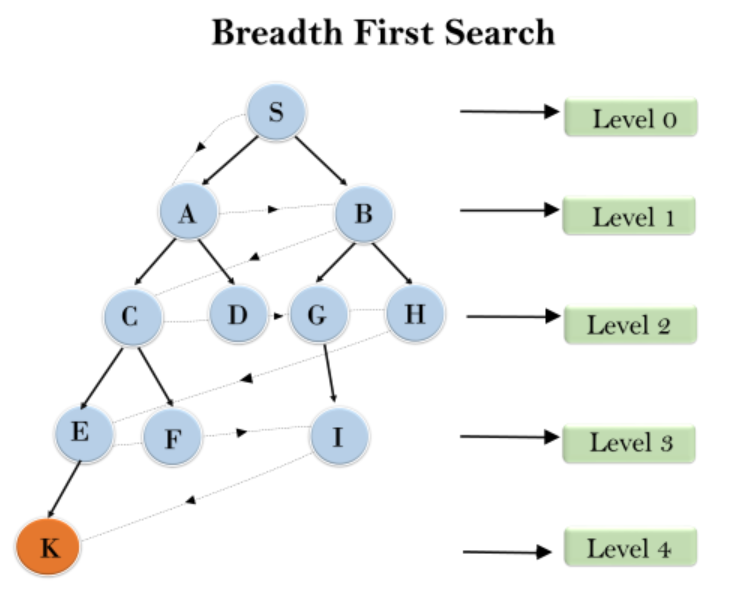 Breadth First Search
S
Level 0
A
B
Level 1
C
D
G
H
Level 2
E
F
I
Level 3
K
Level 4